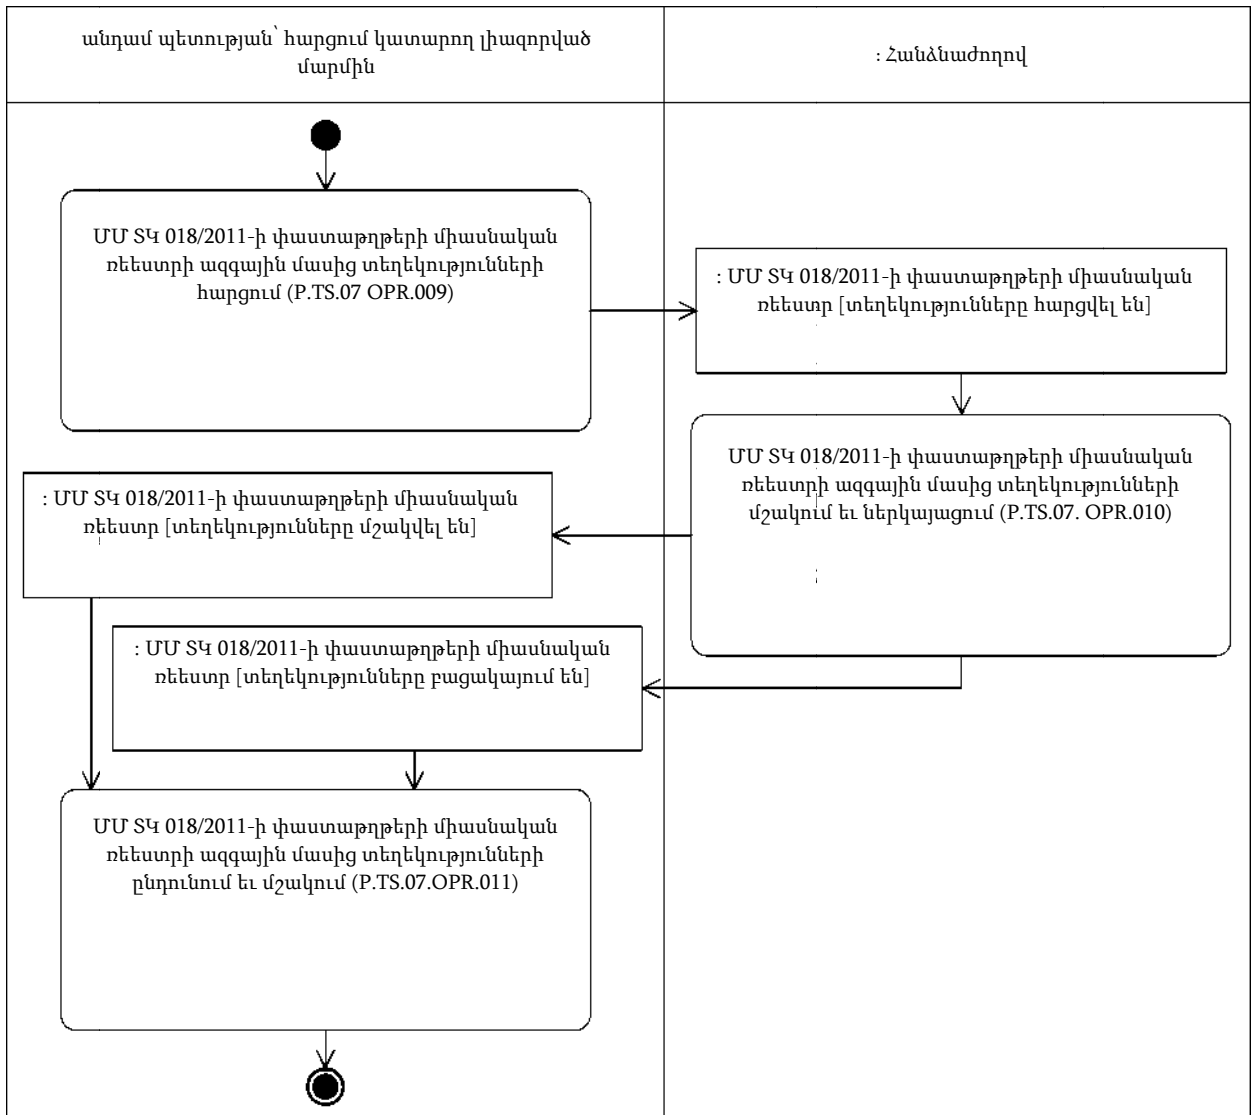 անդամ պետության՝ հարցում կատարող լիազորված
մարմին
: Հանձնաժողով
ՄՄ ՏԿ 018/2011-ի փաստաթղթերի միասնական
ռեեստրի ազգային մասից տեղեկությունների
հարցում (P.TS.07 OPR.009)
: ՄՄ ՏԿ 018/2011-ի փաստաթղթերի միասնական
ռեեստր [տեղեկությունները հարցվել են]
ՄՄ ՏԿ 018/2011-ի փաստաթղթերի միասնական
ռեեստրի ազգային մասից տեղեկությունների
մշակում եւ ներկայացում (P.TS.07. OPR.010)
: ՄՄ ՏԿ 018/2011-ի փաստաթղթերի միասնական
ռեեստր [տեղեկությունները մշակվել են]
: ՄՄ ՏԿ 018/2011-ի փաստաթղթերի միասնական
ռեեստր [տեղեկությունները բացակայում են]
ՄՄ ՏԿ 018/2011-ի փաստաթղթերի միասնական
ռեեստրի ազգային մասից տեղեկությունների
ընդունում եւ մշակում (P.TS.07.OPR.011)